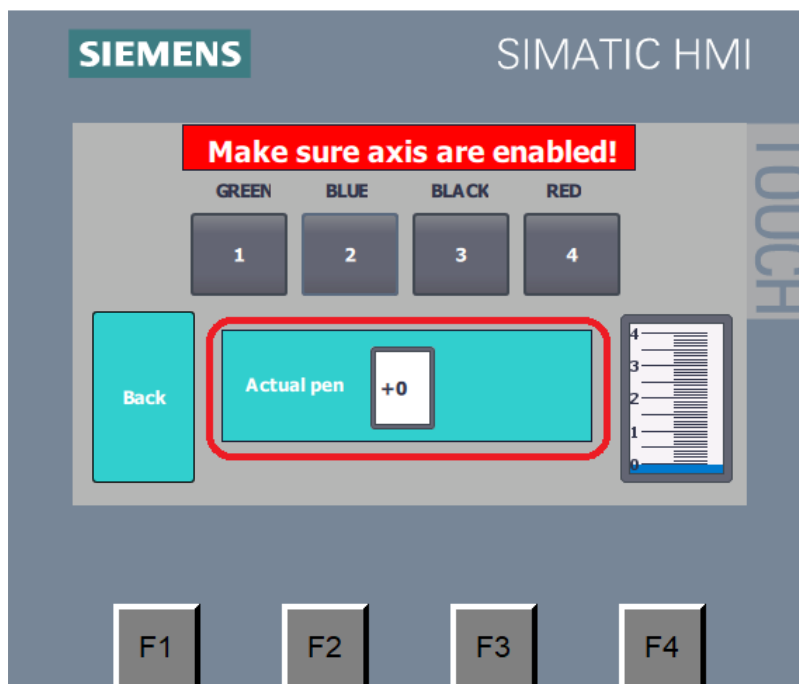 SIEMENS
SIMATIC HMI
TOUCH
Make sure axis are enabled!
GREEN BLUE BLACK RED
1 2 3 4
Back
Actual pen +0
4
3
2
1
0
F1 F2 F3 F4